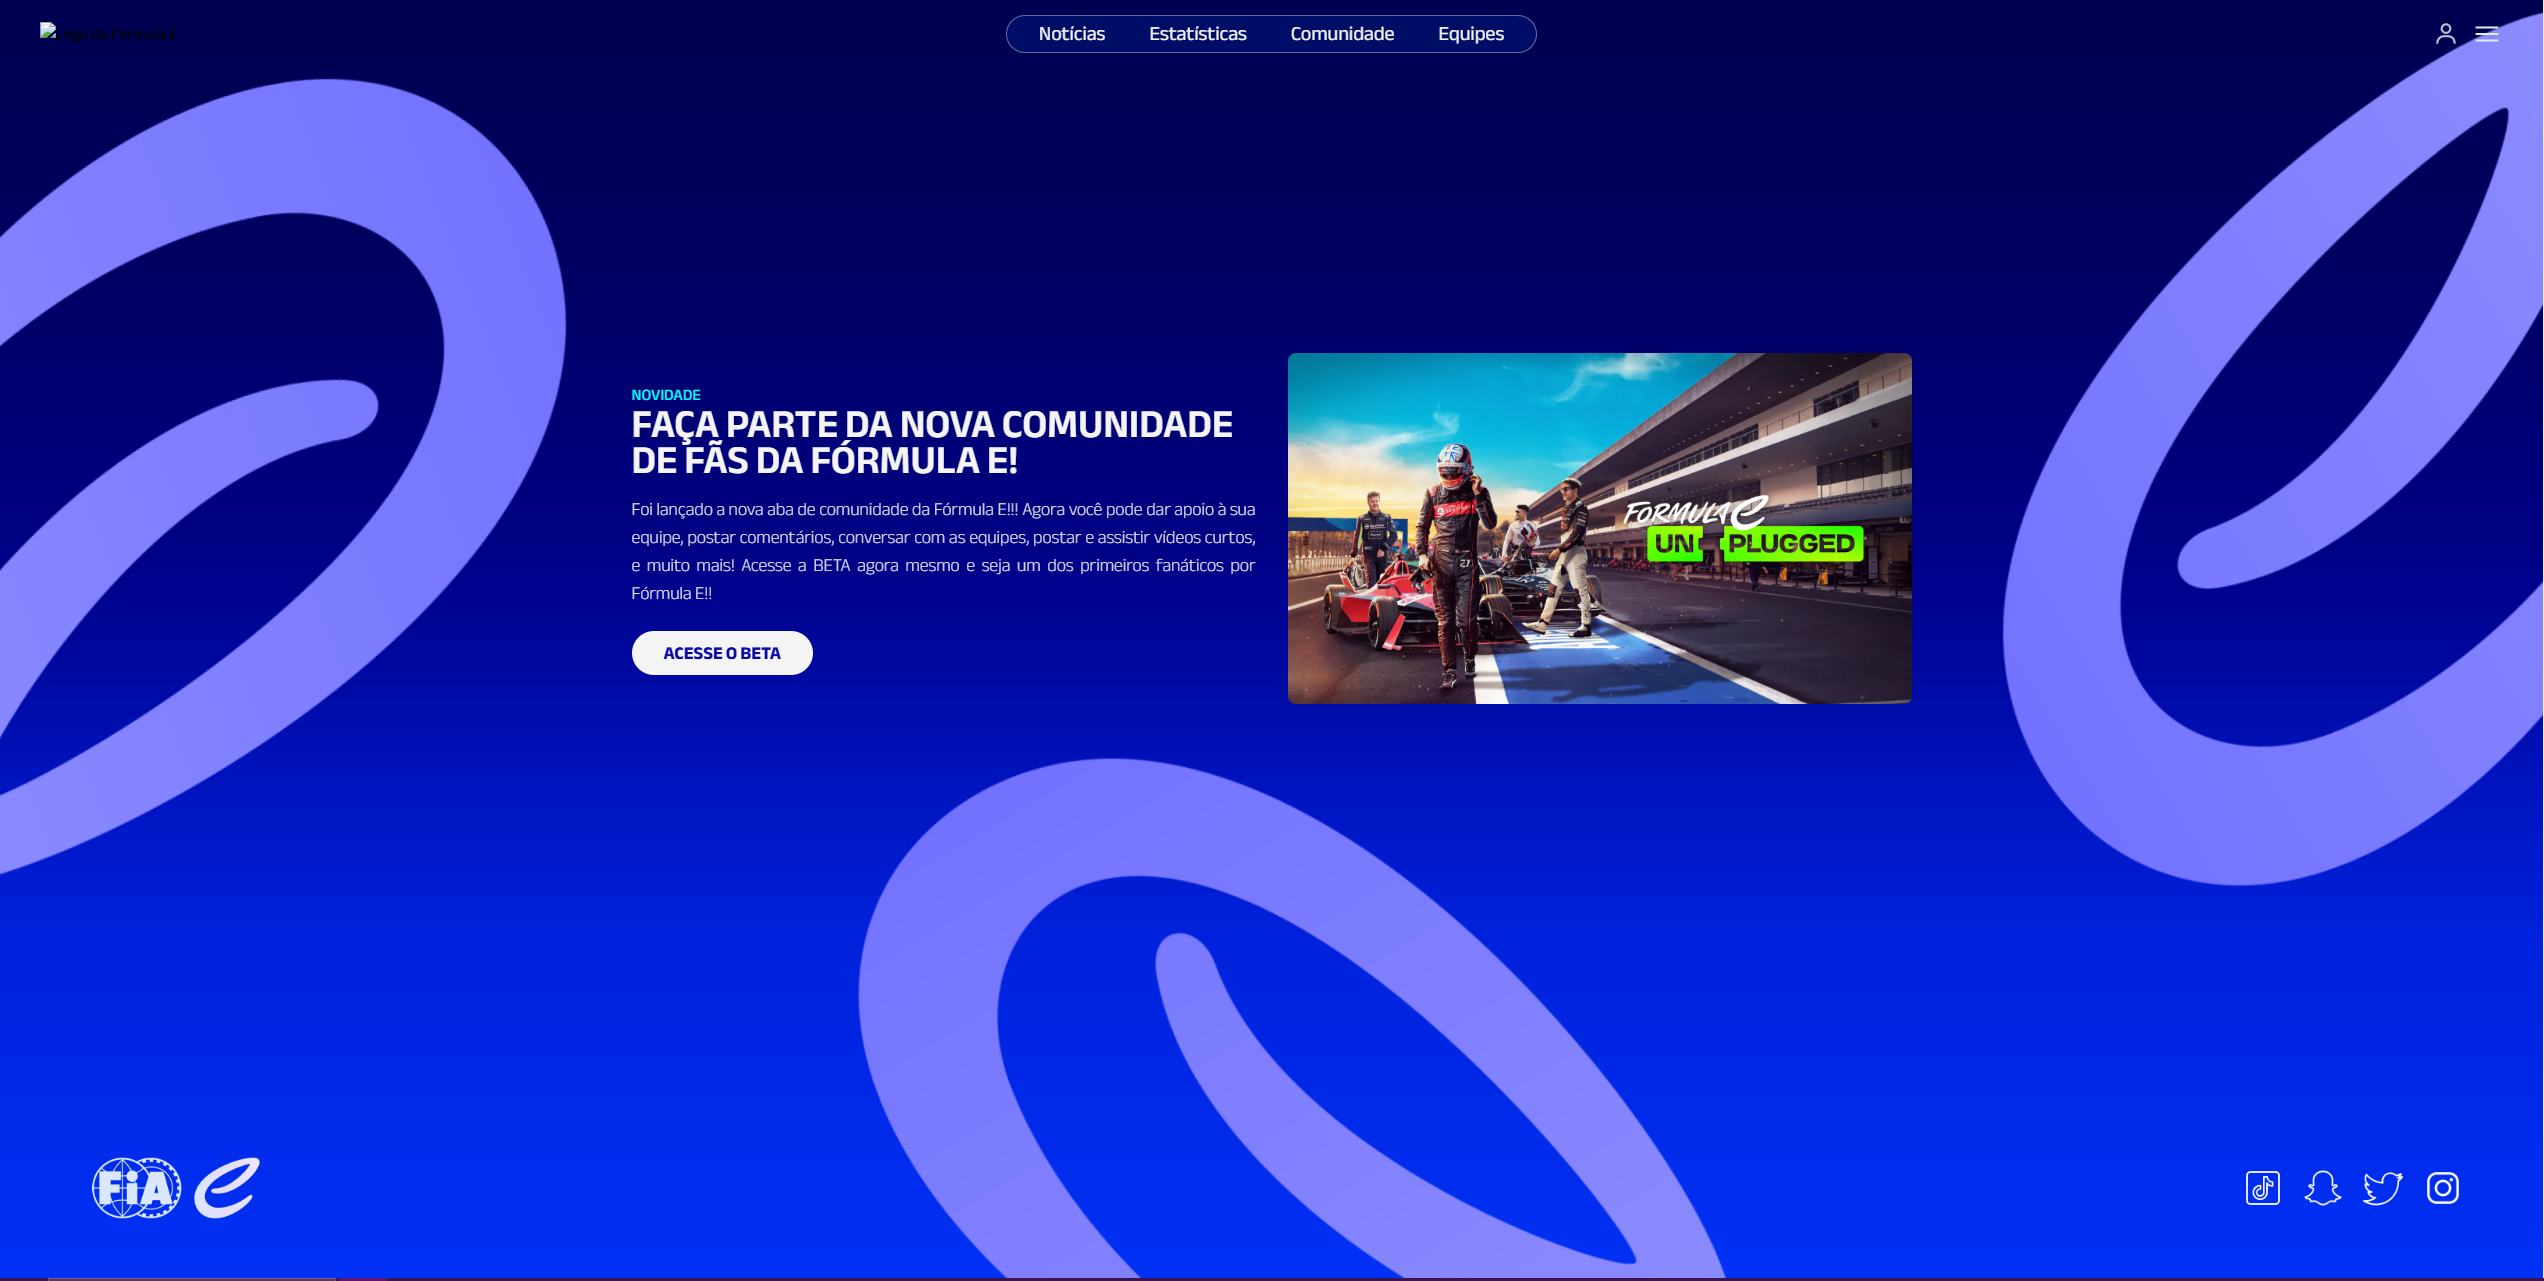 Logo da Fórmula E
Notícias Estatísticas Comunidade Equipes
NOVIDADE
FAÇA PARTE DA NOVA COMUNIDADE
DE FÃS DA FÓRMULA E!
Foi lançado a nova aba de comunidade da Fórmula E!!! Agora você pode dar apoio à sua
equipe, postar comentários, conversar com as equipes, postar e assistir vídeos curtos,
e muito mais! Acesse a BETA agora mesmo e seja um dos primeiros fanáticos por
Fórmula E!!
ACESSE O BETA
FORMULA E
UN PLUGGED
27
FiA e